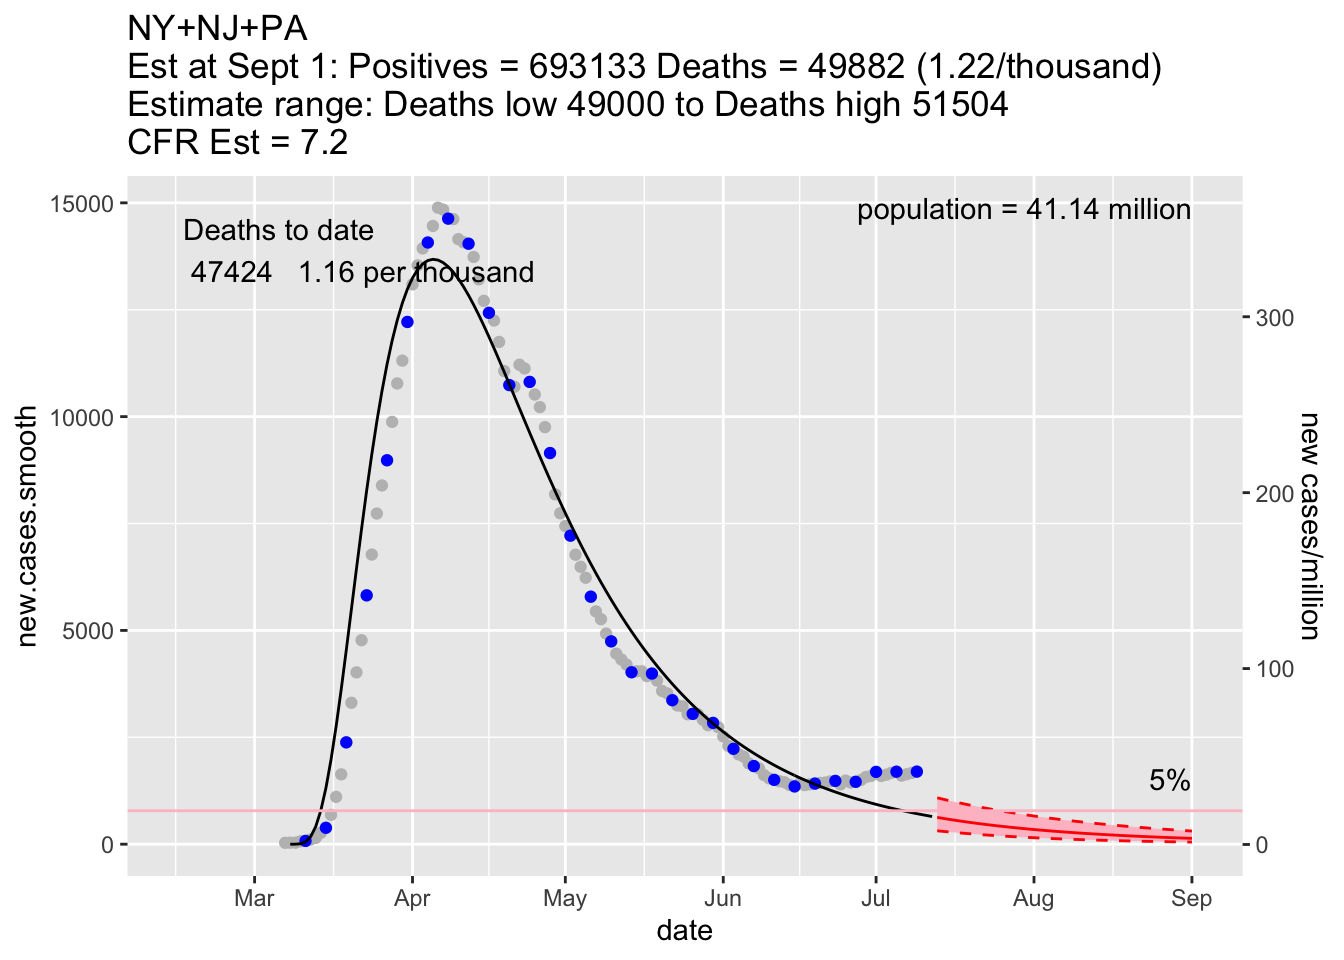 NY+NJ+PA
Est at Sept 1: Positives = 693133 Deaths = 49882 (1.22/thousand)
Estimate range: Deaths low 49000 to Deaths high 51504
CFR Est = 7.2
Deaths to date
47424 1.16 per thousand
population = 41.14 million
5%
15000
10000
5000
0
new.cases.smooth
300
200
100
0
new cases/million
Mar Apr May Jun Jul Aug Sep
date